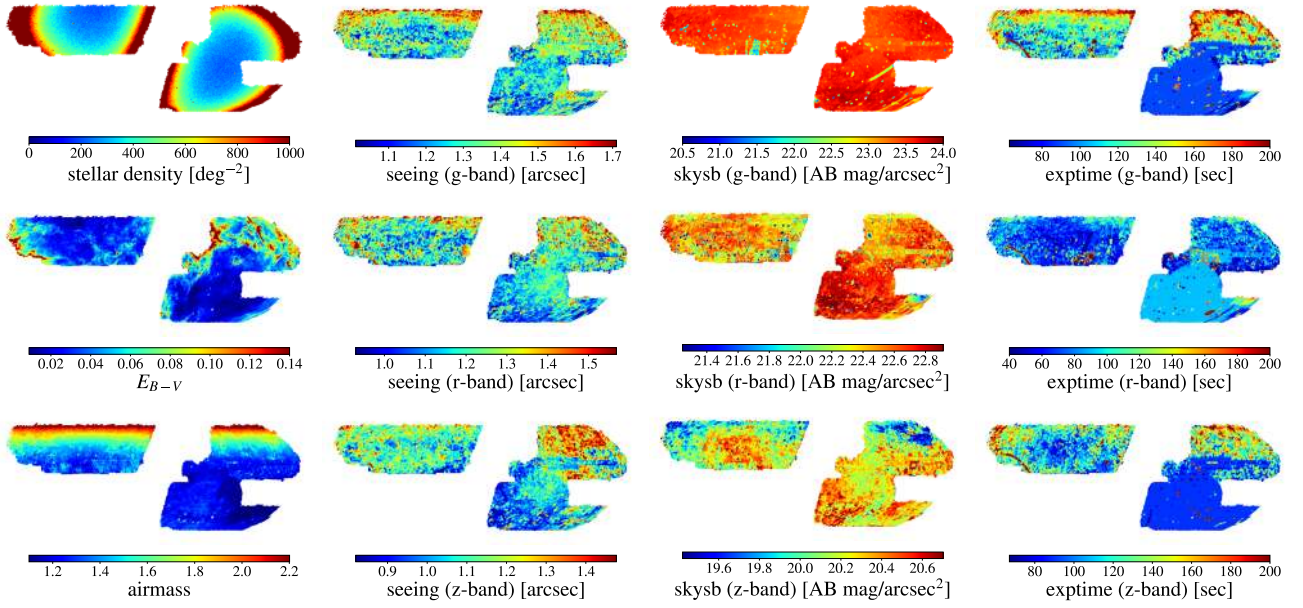 0 200 400 600 800 1000
stellar density [deg⁻²]
1.1 1.2 1.3 1.4 1.5 1.6 1.7
seeing (g-band) [arcsec]
20.5 21.0 21.5 22.0 22.5 23.0 23.5 24.0
skysb (g-band) [AB mag/arcsec²]
80 100 120 140 160 180 200
exptime (g-band) [sec]
0.02 0.04 0.06 0.08 0.10 0.12 0.14
E_{B−V}
1.0 1.1 1.2 1.3 1.4 1.5
seeing (r-band) [arcsec]
21.4 21.6 21.8 22.0 22.2 22.4 22.6 22.8
skysb (r-band) [AB mag/arcsec²]
40 60 80 100 120 140 160 180 200
exptime (r-band) [sec]
1.2 1.4 1.6 1.8 2.0 2.2
airmass
0.9 1.0 1.1 1.2 1.3 1.4
seeing (z-band) [arcsec]
19.6 19.8 20.0 20.2 20.4 20.6
skysb (z-band) [AB mag/arcsec²]
80 100 120 140 160 180 200
exptime (z-band) [sec]